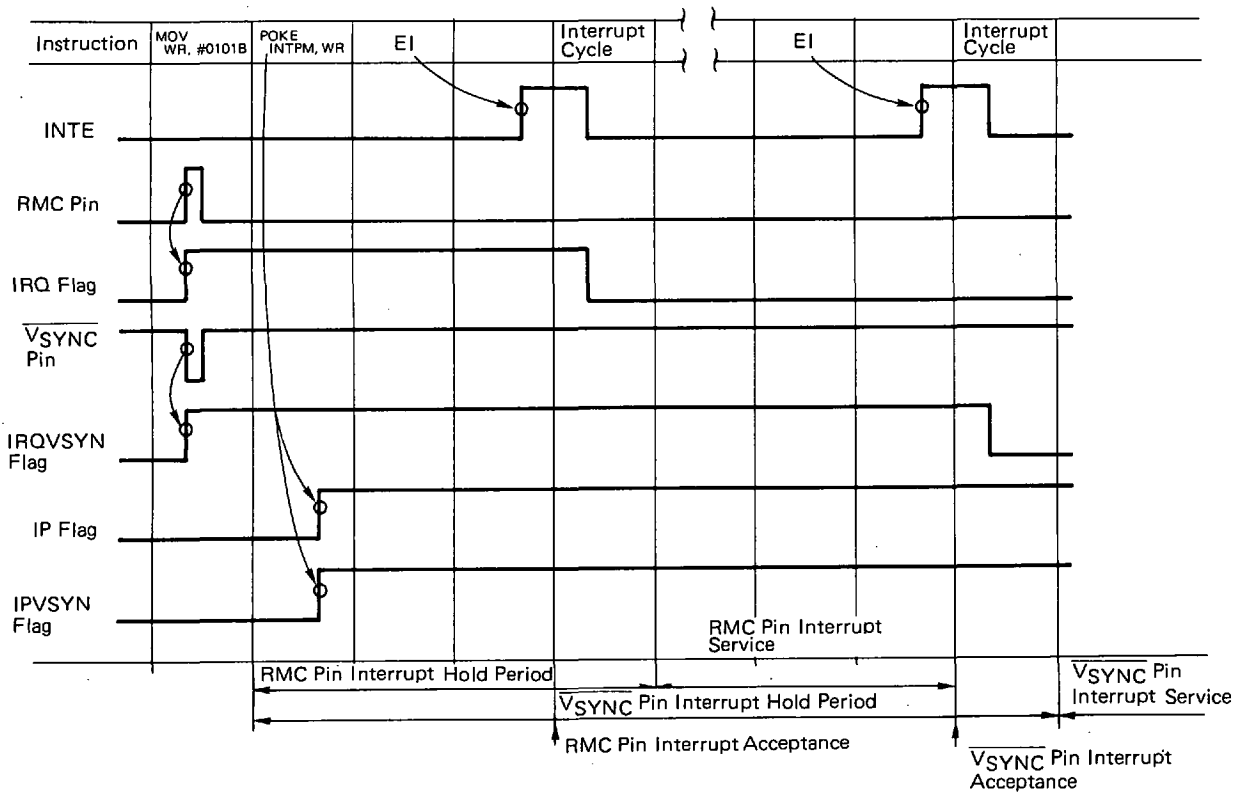 Instruction
MOV
WR, #0101B
POKE
INTPM, WR
EI
Interrupt
Cycle
EI
Interrupt
Cycle
INTE
RMC Pin
IRQ Flag
VSYNC
Pin
IRQVSYN
Flag
IP Flag
IPVSYN
Flag
RMC Pin Interrupt
Service
RMC Pin Interrupt Hold Period
VSYNC Pin Interrupt Hold Period
VSYNC Pin
Interrupt Service
RMC Pin Interrupt Acceptance
VSYNC Pin Interrupt
Acceptance